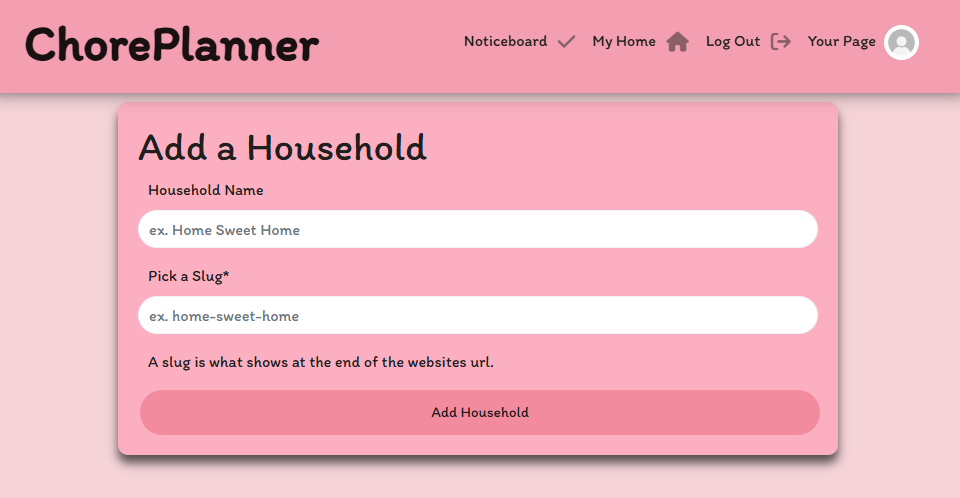 ChorePlanner
Noticeboard My Home Log Out Your Page
Add a Household
Household Name
ex. Home Sweet Home
Pick a Slug*
ex. home-sweet-home
A slug is what shows at the end of the websites url.
Add Household